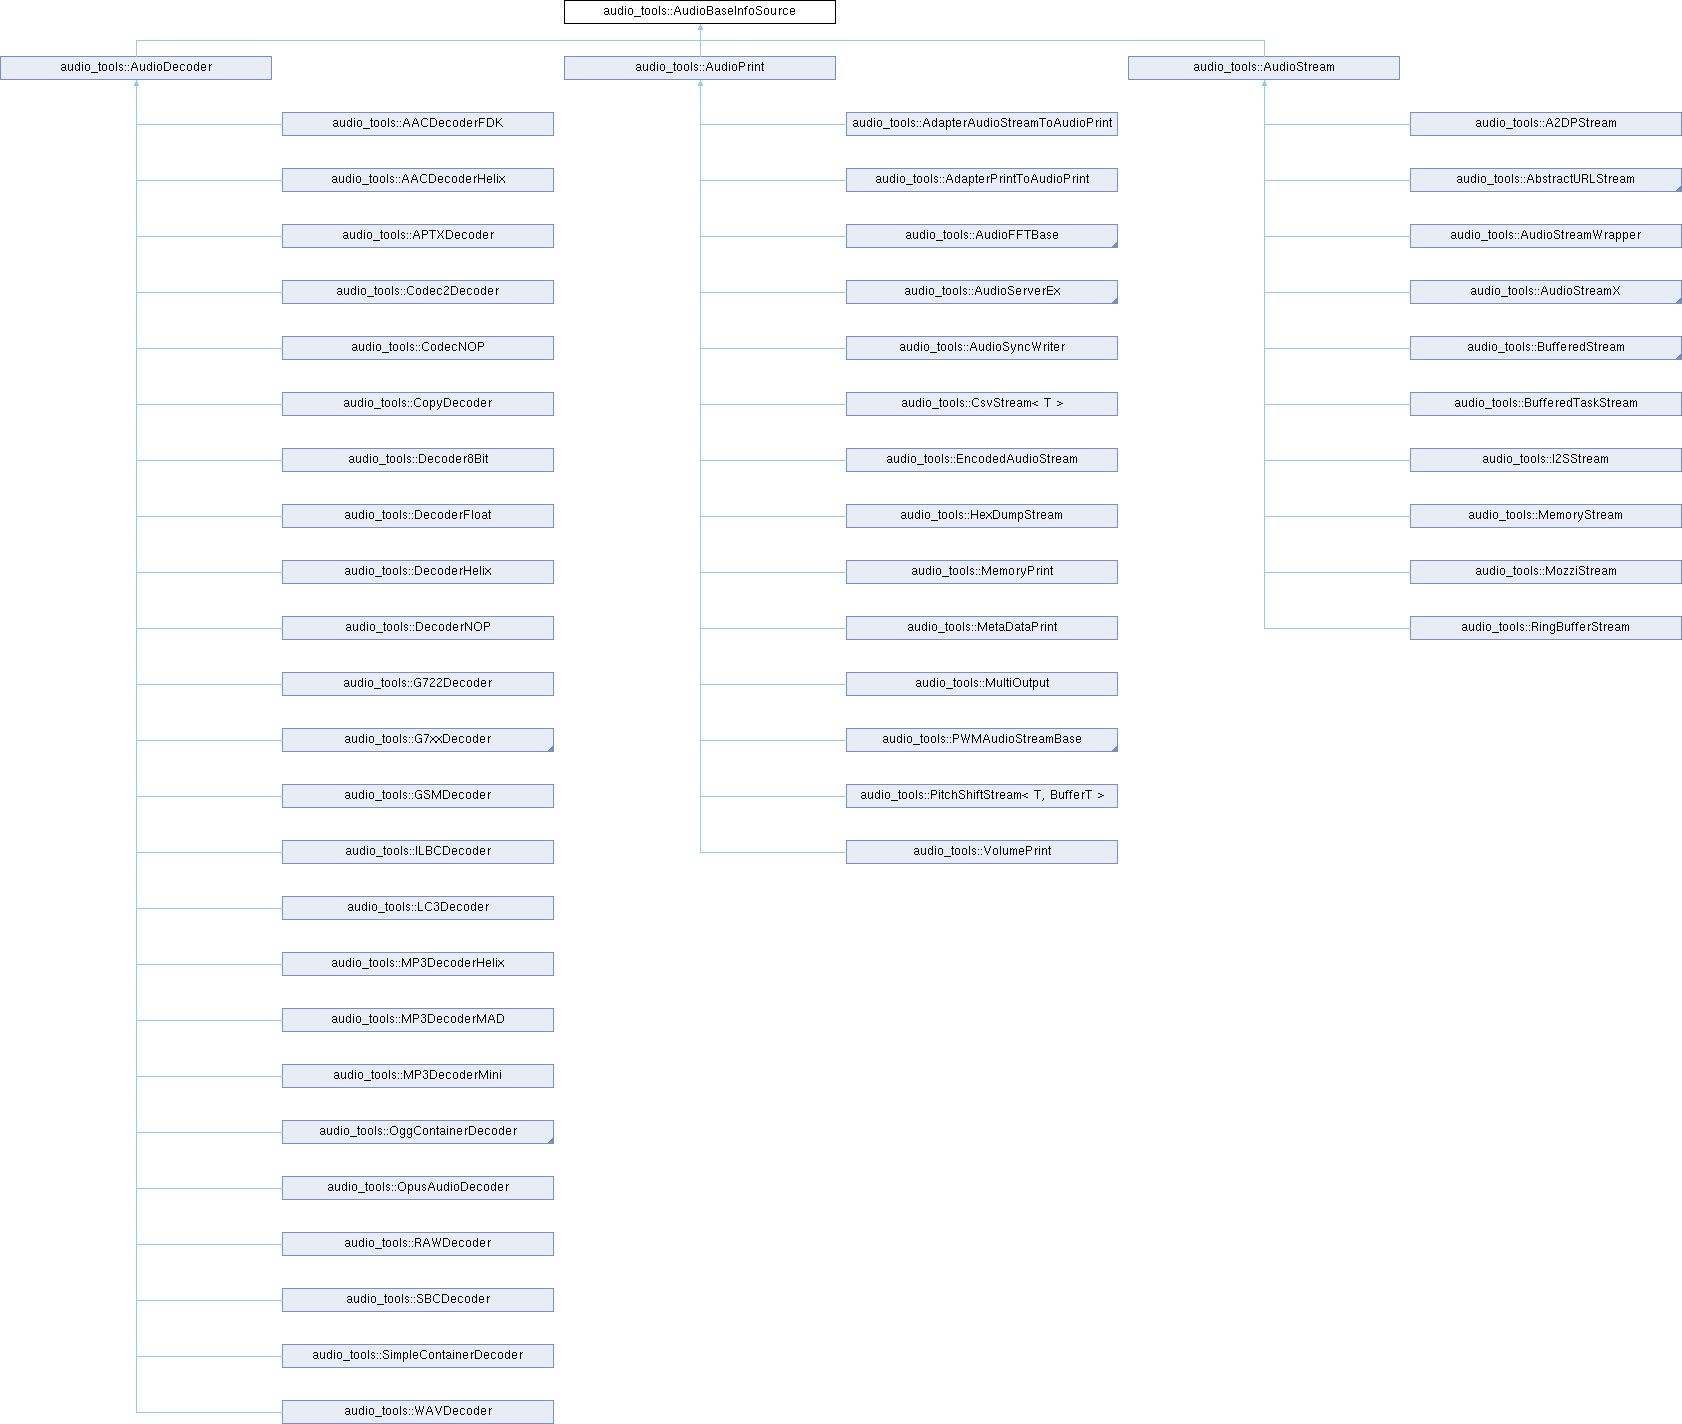 audio_tools::AudioBaseInfoSource
audio_tools::AudioDecoder
audio_tools::AudioPrint
audio_tools::AudioStream
audio_tools::AACDecoderFDK
audio_tools::AdapterAudioStreamToAudioPrint
audio_tools::A2DPStream
audio_tools::AACDecoderHelix
audio_tools::AdapterPrintToAudioPrint
audio_tools::AbstractURLStream
audio_tools::APTXDecoder
audio_tools::AudioFFTBase
audio_tools::AudioStreamWrapper
audio_tools::Codec2Decoder
audio_tools::AudioServerEx
audio_tools::AudioStreamX
audio_tools::CodecNOP
audio_tools::AudioSyncWriter
audio_tools::BufferedStream
audio_tools::CopyDecoder
audio_tools::CsvStream< T >
audio_tools::BufferedTaskStream
audio_tools::Decoder8Bit
audio_tools::EncodedAudioStream
audio_tools::I2SStream
audio_tools::DecoderFloat
audio_tools::HexDumpStream
audio_tools::MemoryStream
audio_tools::DecoderHelix
audio_tools::MemoryPrint
audio_tools::MozziStream
audio_tools::DecoderNOP
audio_tools::MetaDataPrint
audio_tools::RingBufferStream
audio_tools::G722Decoder
audio_tools::MultiOutput
audio_tools::G7xxDecoder
audio_tools::PWMAudioStreamBase
audio_tools::GSMDecoder
audio_tools::PitchShiftStream< T, BufferT >
audio_tools::ILBCDecoder
audio_tools::VolumePrint
audio_tools::LC3Decoder
audio_tools::MP3DecoderHelix
audio_tools::MP3DecoderMAD
audio_tools::MP3DecoderMini
audio_tools::OggContainerDecoder
audio_tools::OpusAudioDecoder
audio_tools::RAWDecoder
audio_tools::SBCDecoder
audio_tools::SimpleContainerDecoder
audio_tools::WAVDecoder